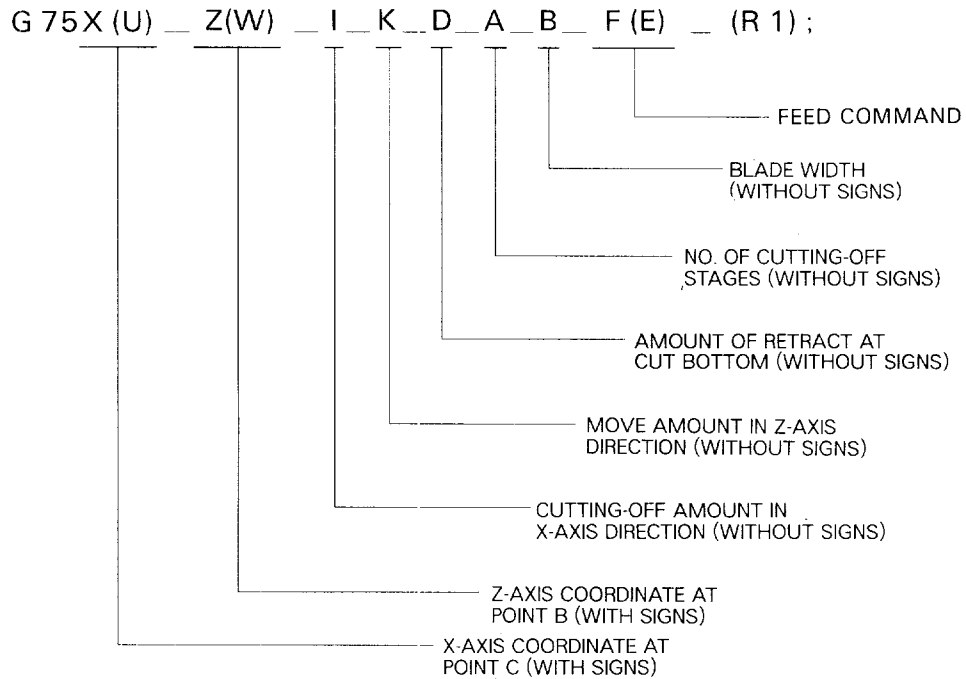 G 75 X (U) _ Z(W) _ I _ K _ D _ A _ B _ F (E) _ (R 1) ;
FEED COMMAND
BLADE WIDTH
(WITHOUT SIGNS)
NO. OF CUTTING-OFF
STAGES (WITHOUT SIGNS)
AMOUNT OF RETRACT AT
CUT BOTTOM (WITHOUT SIGNS)
MOVE AMOUNT IN Z-AXIS
DIRECTION (WITHOUT SIGNS)
CUTTING-OFF AMOUNT IN
X-AXIS DIRECTION (WITHOUT SIGNS)
Z-AXIS COORDINATE AT
POINT B (WITH SIGNS)
X-AXIS COORDINATE AT
POINT C (WITH SIGNS)